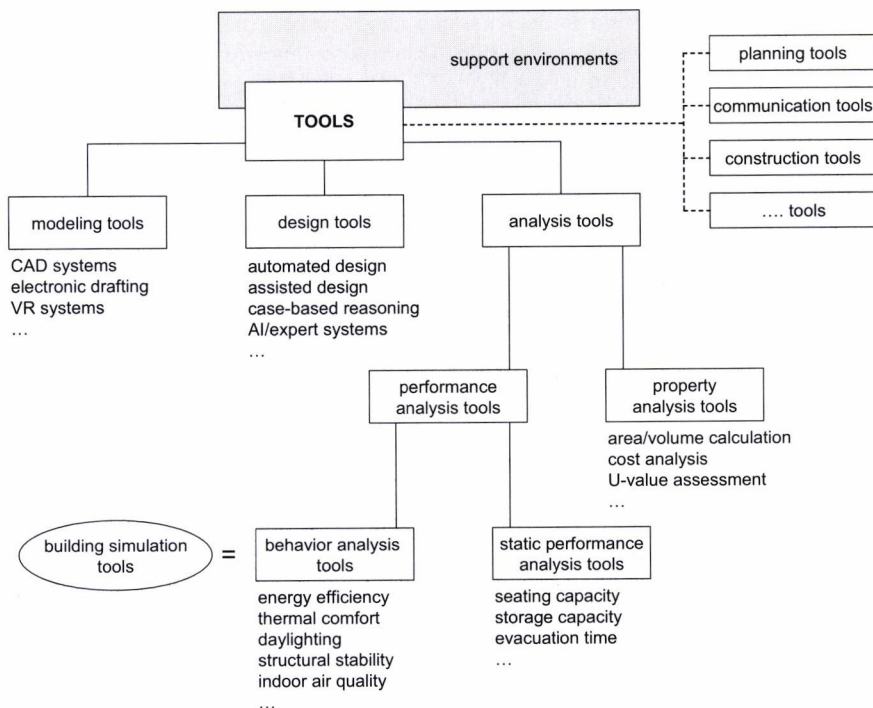 support environments
TOOLS
planning tools
communication tools
construction tools
…. tools
modeling tools
CAD systems
electronic drafting
VR systems
…
design tools
automated design
assisted design
case-based reasoning
AI/expert systems
…
analysis tools
performance
analysis tools
property
analysis tools
area/volume calculation
cost analysis
U-value assessment
…
building simulation
tools
=
behavior analysis
tools
energy efficiency
thermal comfort
daylighting
structural stability
indoor air quality
…
static performance
analysis tools
seating capacity
storage capacity
evacuation time
…